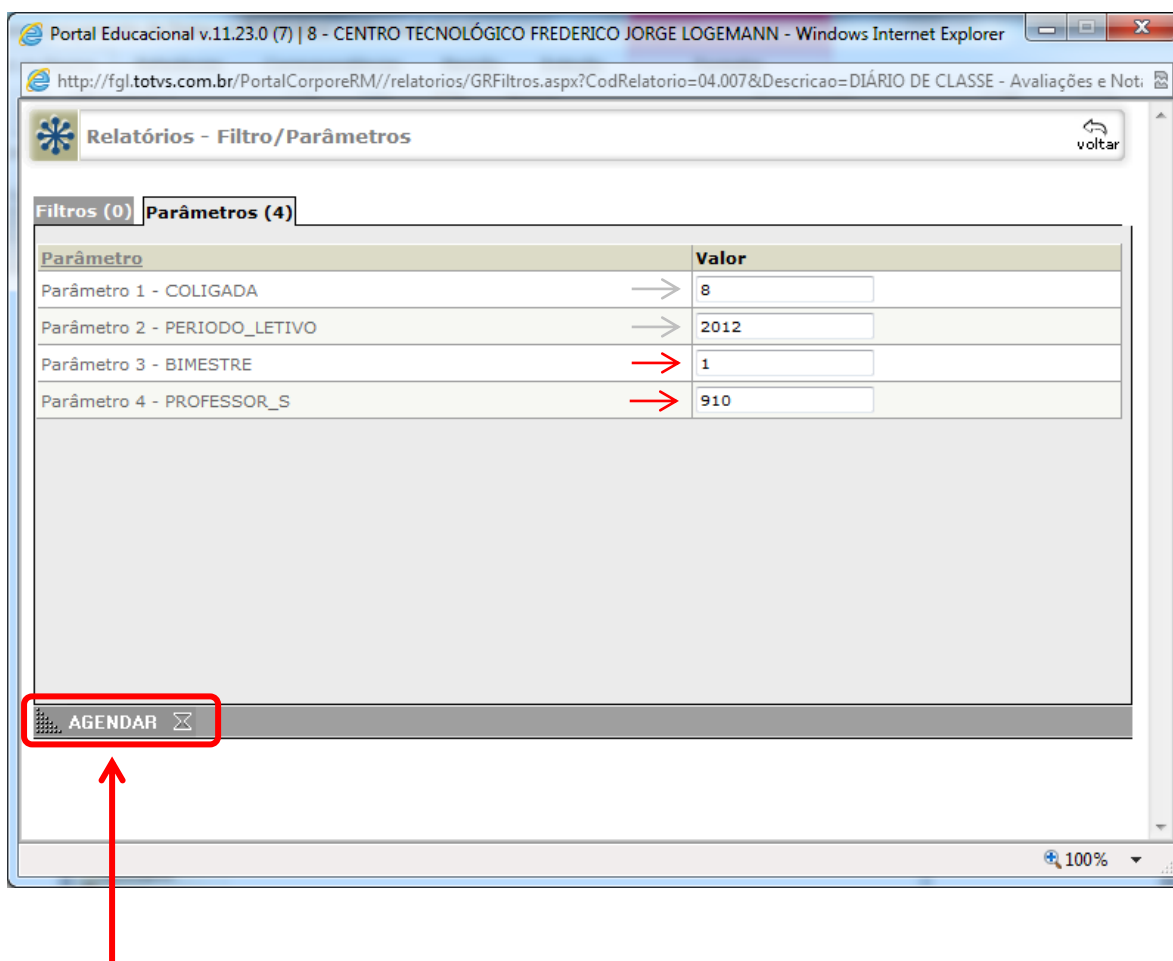 Portal Educacional v.11.23.0 (7) | 8 - CENTRO TECNOLÓGICO FREDERICO JORGE LOGEMANN - Windows Internet Explorer
http://fgl.totvs.com.br/PortalCorporeRM//relatorios/GRFiltros.aspx?CodRelatorio=04.007&Descricao=DIÁRIO DE CLASSE - Avaliações e Nota
Relatórios - Filtro/Parâmetros
voltar
Filtros (0) Parâmetros (4)
Parâmetro Valor
Parâmetro 1 - COLIGADA 8
Parâmetro 2 - PERIODO_LETIVO 2012
Parâmetro 3 - BIMESTRE 1
Parâmetro 4 - PROFESSOR_S 910
AGENDAR
100%